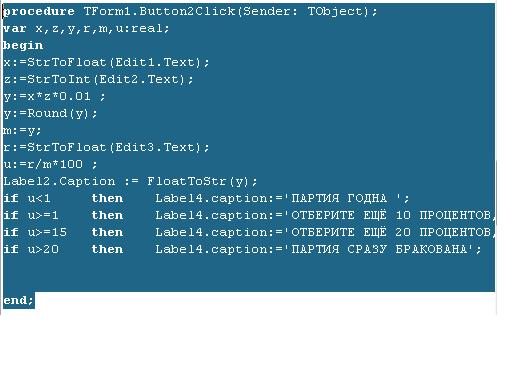 procedure TForm1.Button2Click(Sender: TObject);
var x,z,y,r,m,u:real;
begin
x:=StrToFloat(Edit1.Text);
z:=StrToInt(Edit2.Text);
y:=x*z*0.01 ;
y:=Round(y);
m:=y;
r:=StrToFloat(Edit3.Text);
u:=r/m*100 ;
Label2.Caption := FloatToStr(y);
if u<1 then Label4.caption:='ПАРТИЯ ГОДНА ';
if u>=1 then Label4.caption:='ОТБЕРИТЕ ЕЩЁ 10 ПРОЦЕНТОВ,
if u>=15 then Label4.caption:='ОТБЕРИТЕ ЕЩЁ 20 ПРОЦЕНТОВ,
if u>20 then Label4.caption:='ПАРТИЯ СРАЗУ БРАКОВАНА';
end;